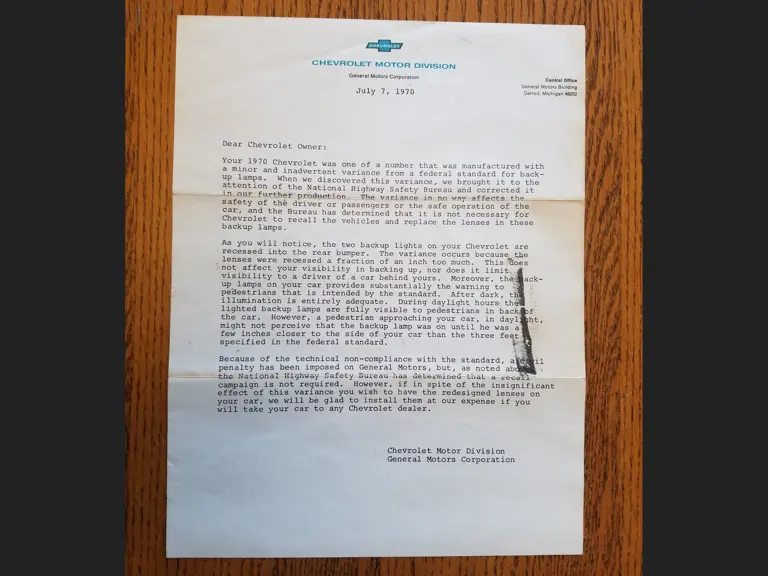 CHEVROLET
CHEVROLET MOTOR DIVISION
General Motors Corporation
Central Office
General Motors Building
Detroit, Michigan 48202
July 7, 1970
Dear Chevrolet Owner:
Your 1970 Chevrolet was one of a number that was manufactured with
a minor and inadvertent variance from a federal standard for back-
up lamps. When we discovered this variance, we brought it to the
attention of the National Highway Safety Bureau and corrected it
in our further production. The variance in no way affects the
safety of the driver or passengers or the safe operation of the
car, and the Bureau has determined that it is not necessary for
Chevrolet to recall the vehicles and replace the lenses in these
backup lamps.
As you will notice, the two backup lights on your Chevrolet are
recessed into the rear bumper. The variance occurs because the
lenses were recessed a fraction of an inch too much. This does
not affect your visibility in backing up, nor does it limit
visibility to a driver of a car behind yours. Moreover, the back-
up lamps on your car provides substantially the warning to
pedestrians that is intended by the standard. After dark, the
illumination is entirely adequate. During daylight hours the
lighted backup lamps are fully visible to pedestrians in back of
the car. However, a pedestrian approaching your car, in daylight,
might not perceive that the backup lamp was on until he was a
few inches closer to the side of your car than the three feet
specified in the federal standard.
Because of the technical non-compliance with the standard, a civil
penalty has been imposed on General Motors, but, as noted above
the National Highway Safety Bureau has determined that a recall
campaign is not required. However, if in spite of the insignificant
effect of this variance you wish to have the redesigned lenses on
your car, we will be glad to install them at our expense if you
will take your car to any Chevrolet dealer.
Chevrolet Motor Division
General Motors Corporation